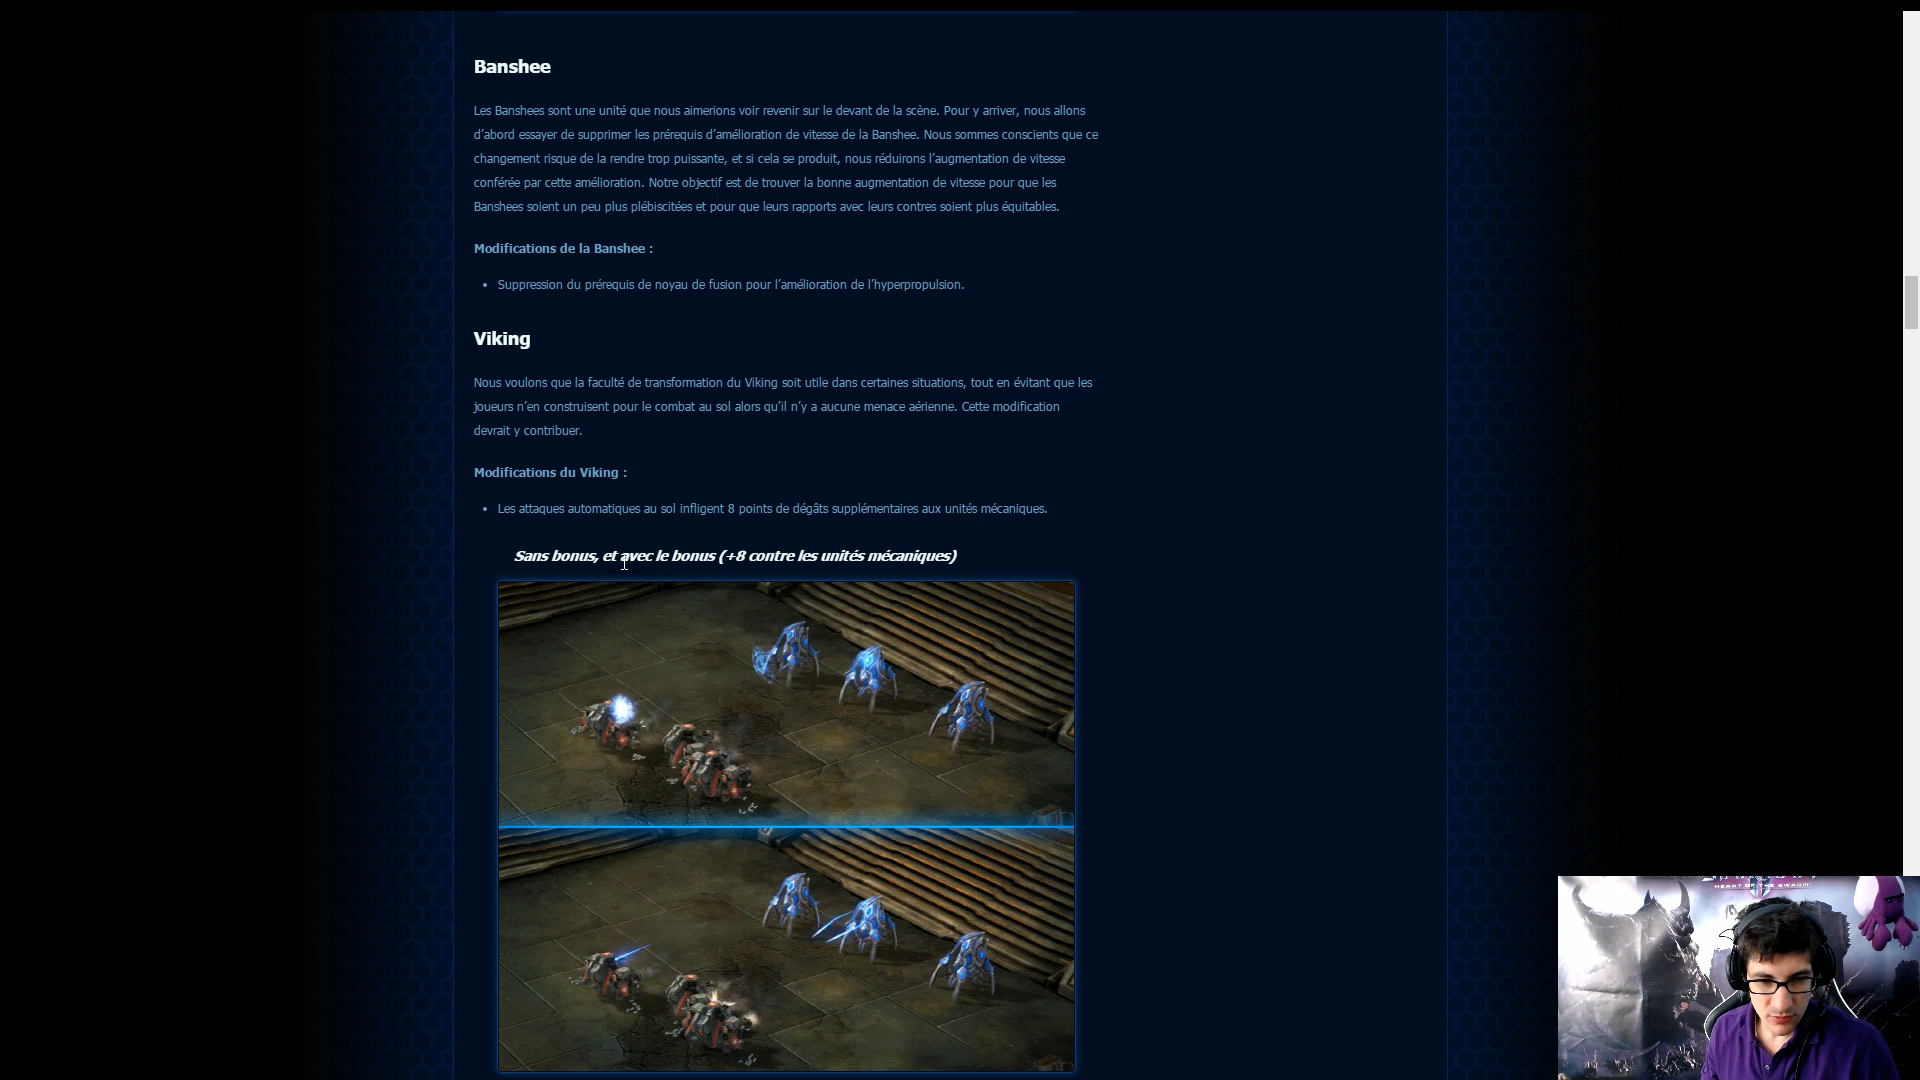 Banshee
Les Banshees sont une unité que nous aimerions voir revenir sur le devant de la scène. Pour y arriver, nous allons
d’abord essayer de supprimer les prérequis d’amélioration de vitesse de la Banshee. Nous sommes conscients que ce
changement risque de la rendre trop puissante, et si cela se produit, nous réduirons l’augmentation de vitesse
conférée par cette amélioration. Notre objectif est de trouver la bonne augmentation de vitesse pour que les
Banshees soient un peu plus plébiscitées et pour que leurs rapports avec leurs contres soient plus équitables.
Modifications de la Banshee :
• Suppression du prérequis de noyau de fusion pour l’amélioration de l’hyperpropulsion.
Viking
Nous voulons que la faculté de transformation du Viking soit utile dans certaines situations, tout en évitant que les
joueurs n’en construisent pour le combat au sol alors qu’il n’y a aucune menace aérienne. Cette modification
devrait y contribuer.
Modifications du Viking :
• Les attaques automatiques au sol infligent 8 points de dégâts supplémentaires aux unités mécaniques.
Sans bonus, et avec le bonus (+8 contre les unités mécaniques)
HEART OF THE SWARM